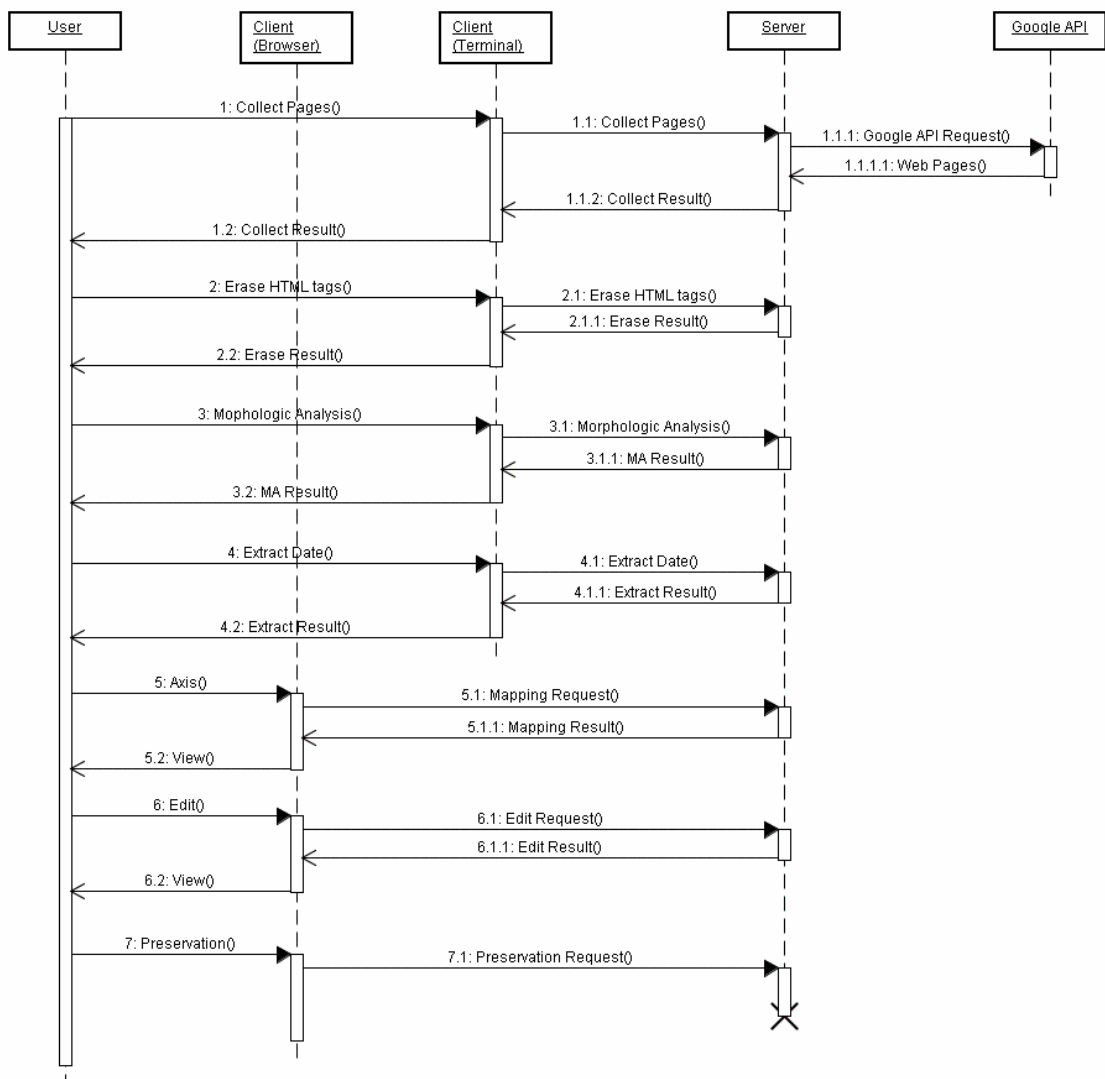 User
Client
(Browser)
Client
(Terminal)
Server
Google API
1: Collect Pages()
1.1: Collect Pages()
1.1.1: Google API Request()
1.1.1.1: Web Pages()
1.1.2: Collect Result()
1.2: Collect Result()
2: Erase HTML tags()
2.1: Erase HTML tags()
2.1.1: Erase Result()
2.2: Erase Result()
3: Mophologic Analysis()
3.1: Morphologic Analysis()
3.1.1: MA Result()
3.2: MA Result()
4: Extract Date()
4.1: Extract Date()
4.1.1: Extract Result()
4.2: Extract Result()
5: Axis()
5.1: Mapping Request()
5.1.1: Mapping Result()
5.2: View()
6: Edit()
6.1: Edit Request()
6.1.1: Edit Result()
6.2: View()
7: Preservation()
7.1: Preservation Request()